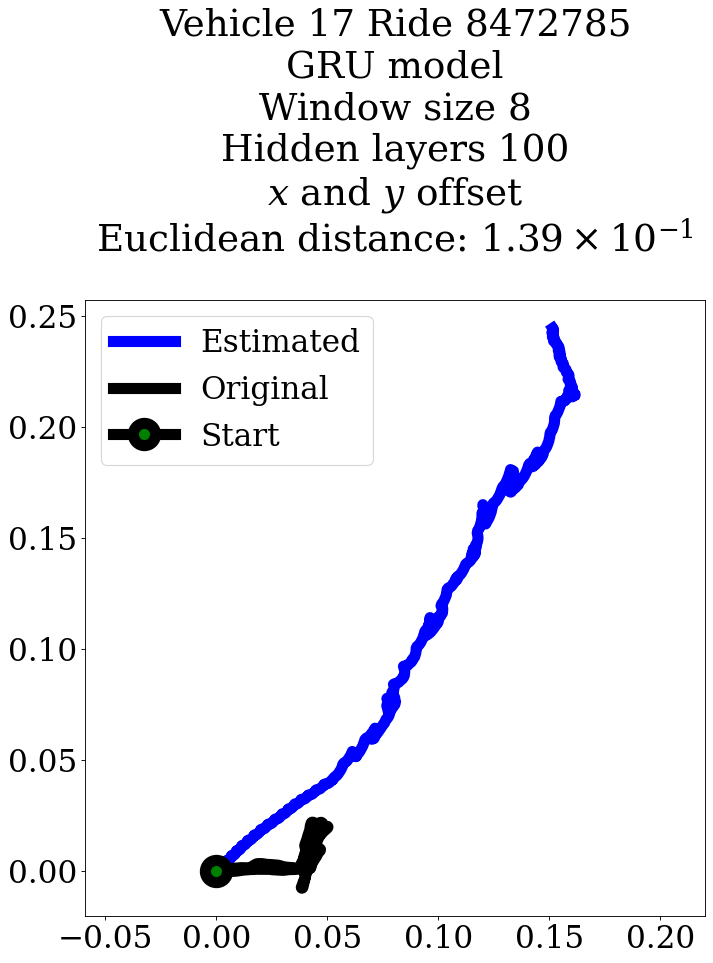 Vehicle 17 Ride 8472785
GRU model
Window size 8
Hidden layers 100
x and y offset
Euclidean distance: 1.39 × 10⁻¹
Estimated
Original
Start
0.25
0.20
0.15
0.10
0.05
0.00
−0.05 0.00 0.05 0.10 0.15 0.20